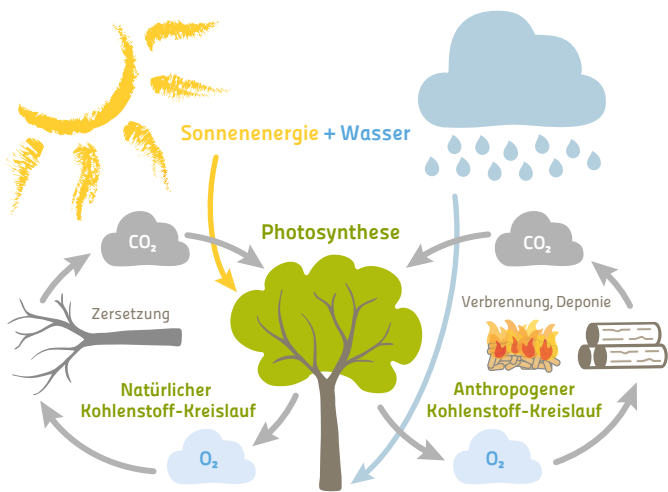 Sonnenenergie + Wasser
CO₂
Photosynthese
CO₂
Zersetzung
Verbrennung, Deponie
Natürlicher
Kohlenstoff-Kreislauf
Anthropogener
Kohlenstoff-Kreislauf
O₂
O₂